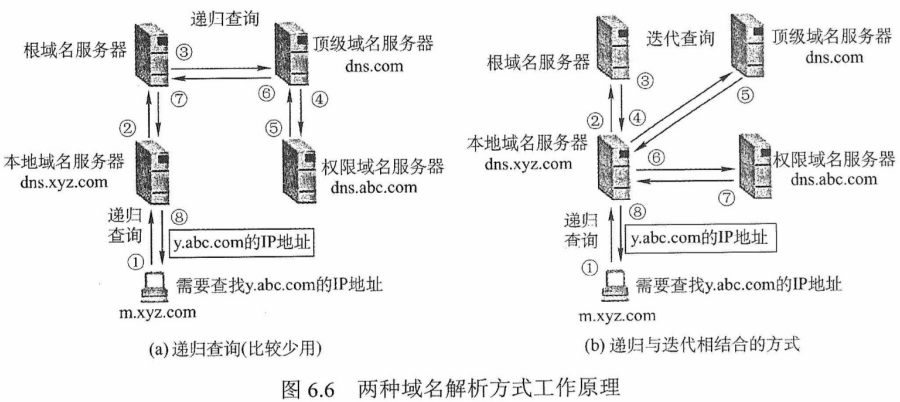 递归查询
根域名服务器
③
顶级域名服务器
dns.com
⑥
④
②
⑦
⑤
本地域名服务器
dns.xyz.com
权限域名服务器
dns.abc.com
递归
查询
⑧
y.abc.com的IP地址
①
需要查找y.abc.com的IP地址
m.xyz.com
(a) 递归查询(比较少用)
迭代查询
根域名服务器
顶级域名服务器
dns.com
③
⑤
②
④
本地域名服务器
dns.xyz.com
⑥
权限域名服务器
dns.abc.com
⑦
递归
查询
⑧
y.abc.com的IP地址
①
需要查找y.abc.com的IP地址
m.xyz.com
(b) 递归与迭代相结合的方式
图 6.6 两种域名解析方式工作原理